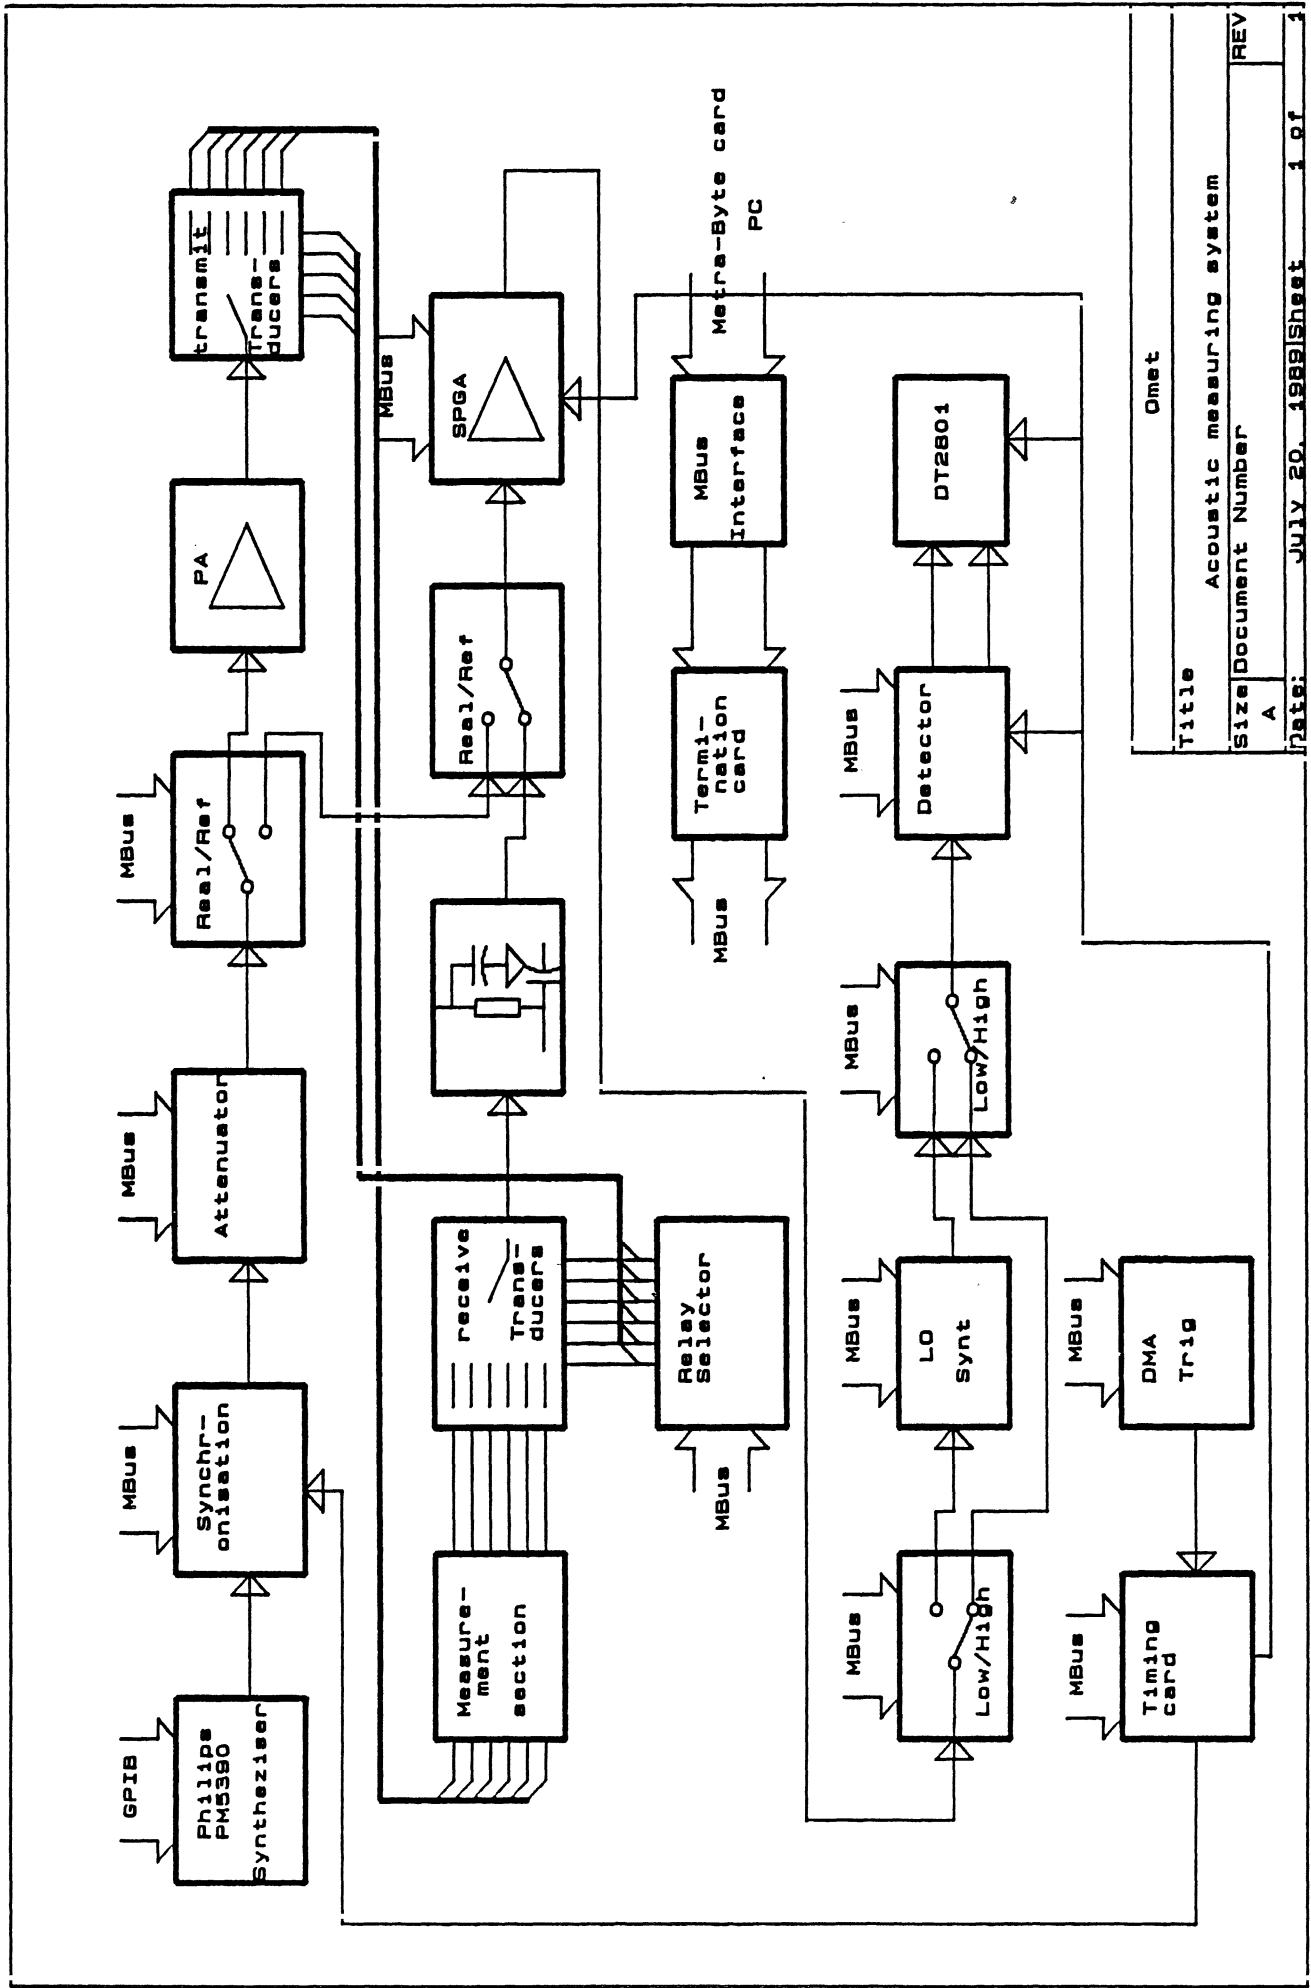 GPIB
Philips
PM5390
Syntheziser
MBus
Synchr-
onisation
MBus
Attenuator
MBus
Real/Ref
PA
transmit
Trans-
ducers
Measure-
ment
section
receive
Trans-
ducers
Real/Ref
MBus
SPGA
MBus
Relay
Selector
MBus
Termi-
nation
card
MBus
Interface
Metra-Byte card
PC
MBus
Low/High
MBus
LO
Synt
MBus
Low/High
MBus
Detector
DT2801
MBus
Timing
card
MBus
DMA
Trig
Omet
Title
Acoustic measuring system
Size Document Number REV
A
Date: July 20, 1989 Sheet 1 of 1